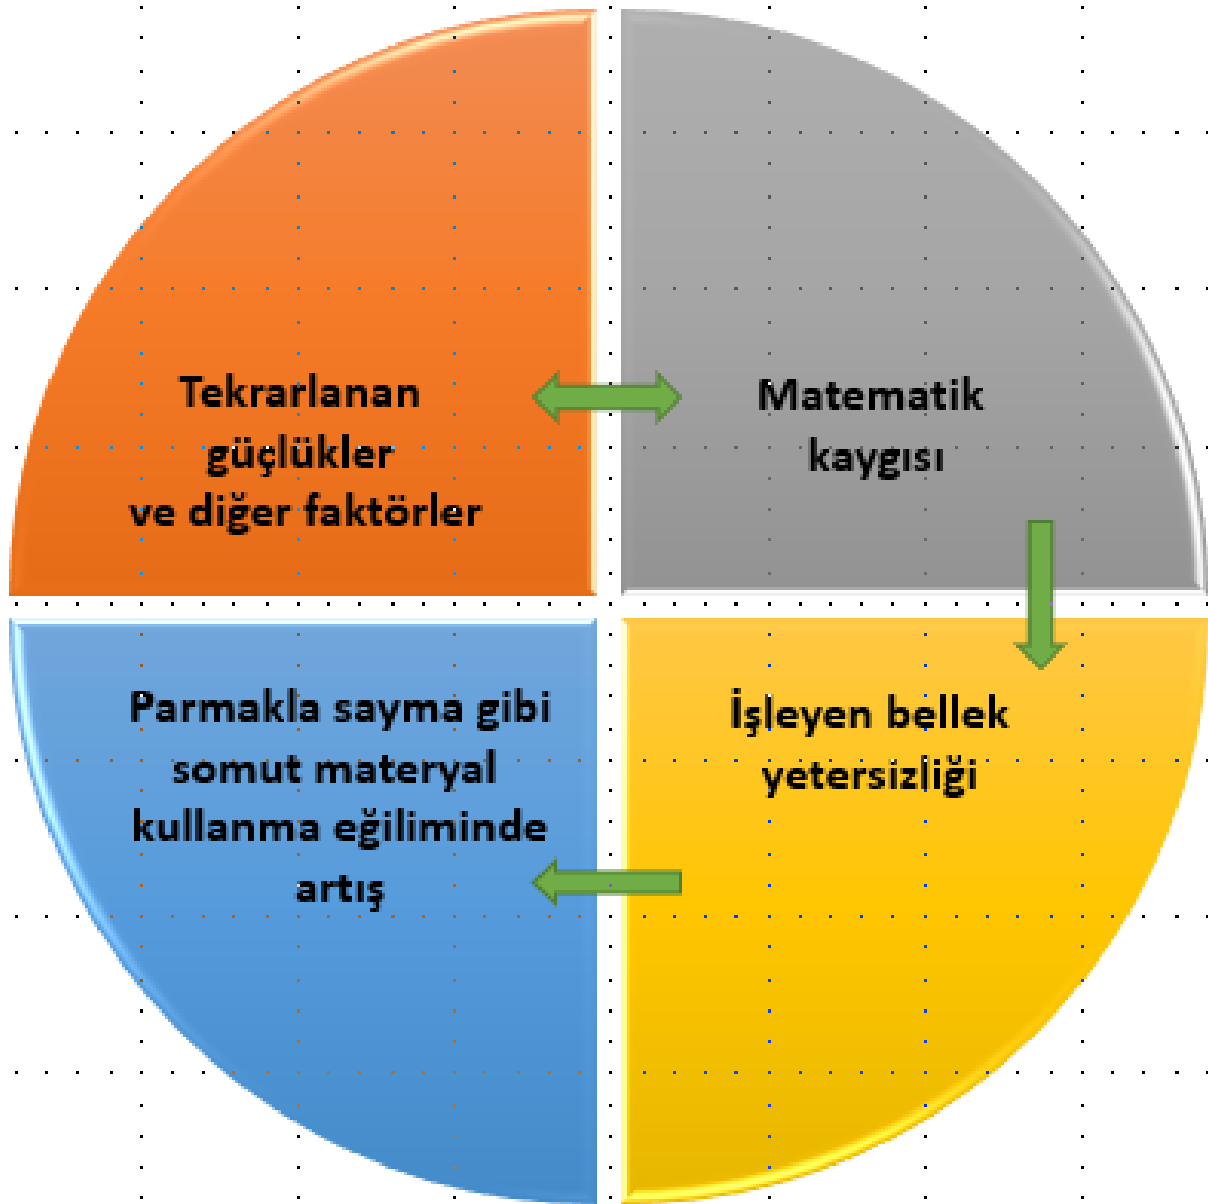 Tekrarlanan
güçlükler
ve diğer faktörler
Matematik
kaygısı
Parmakla sayma gibi
somut materyal
kullanma eğiliminde
artış
İşleyen bellek
yetersizliği